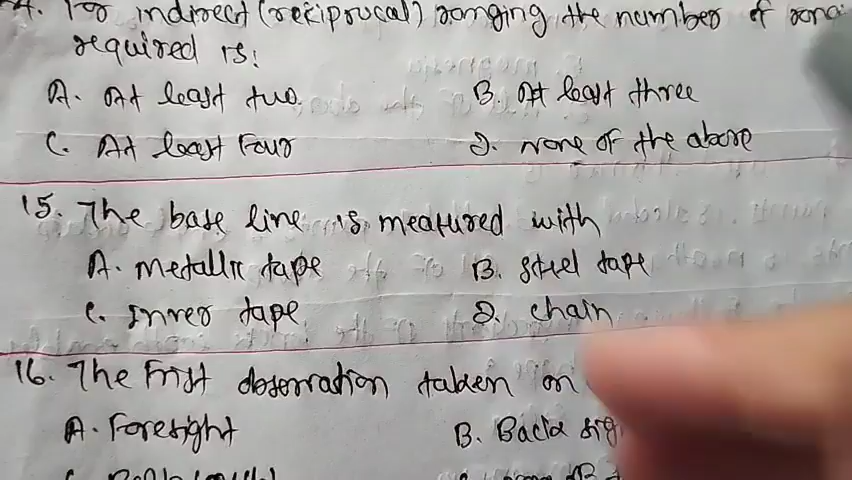 4. For indirect (reciprocal) ranging the number of
required is:
A. At least two. B. At least three
C. At least Four D. none of the above
15. The base line is measured with
A. metallic tape B. steel tape
C. Inner tape D. chain
16. The First observation taken on
A. Foresight B. Back